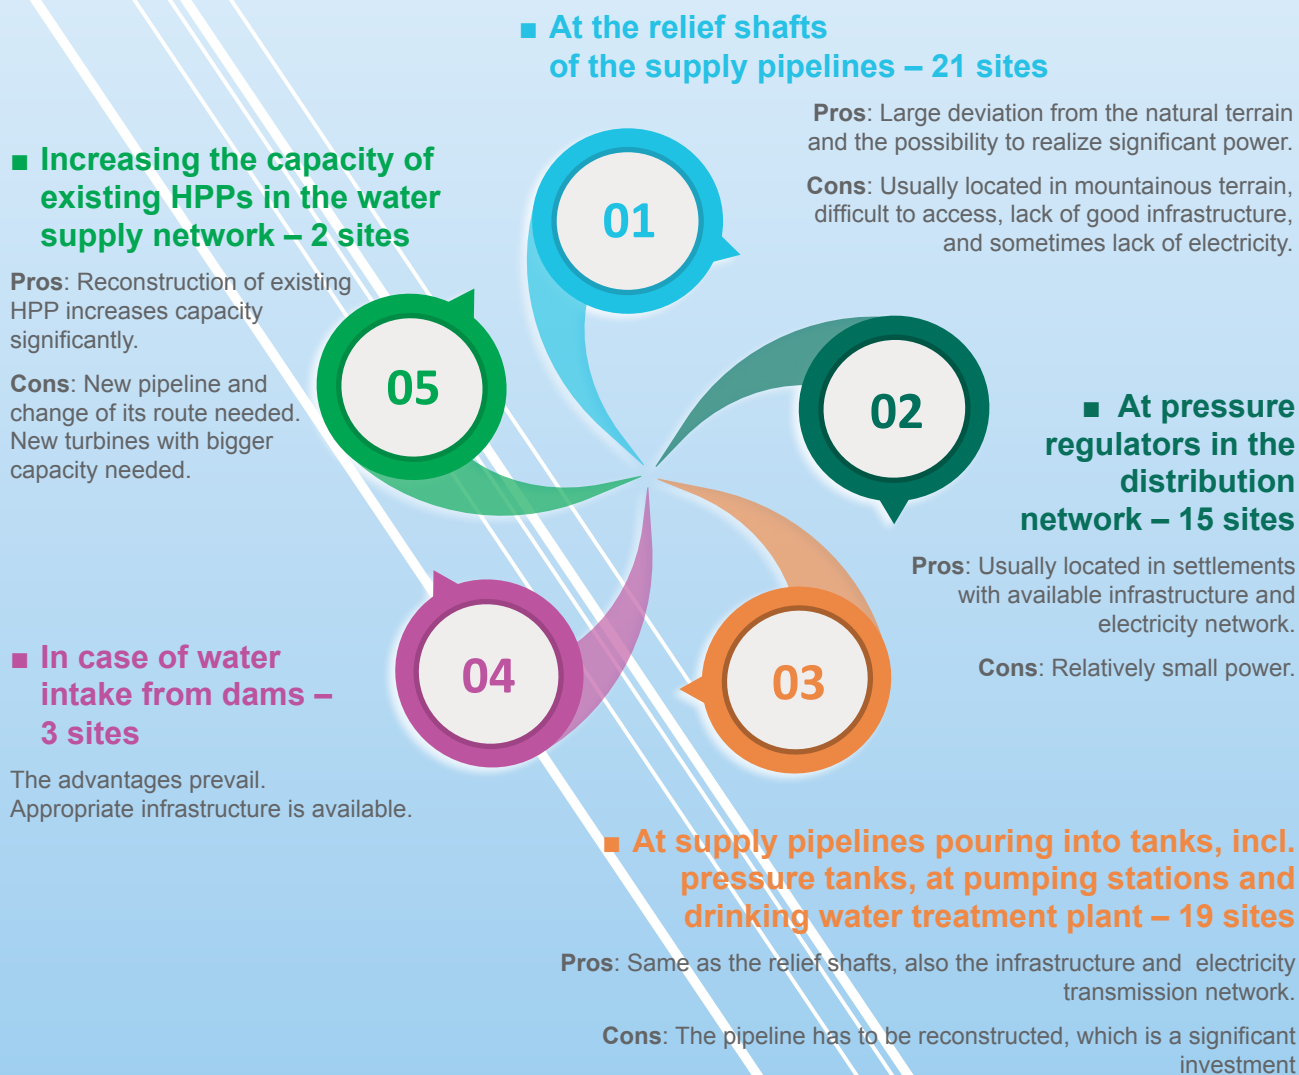 ■ At the relief shafts
of the supply pipelines – 21 sites
Pros: Large deviation from the natural terrain
and the possibility to realize significant power.
Cons: Usually located in mountainous terrain,
difficult to access, lack of good infrastructure,
and sometimes lack of electricity.
01
■ At pressure
regulators in the
distribution
network – 15 sites
Pros: Usually located in settlements
with available infrastructure and
electricity network.
Cons: Relatively small power.
02
■ At supply pipelines pouring into tanks, incl.
pressure tanks, at pumping stations and
drinking water treatment plant – 19 sites
Pros: Same as the relief shafts, also the infrastructure and electricity
transmission network.
Cons: The pipeline has to be reconstructed, which is a significant
investment
03
■ In case of water
intake from dams –
3 sites
The advantages prevail.
Appropriate infrastructure is available.
04
■ Increasing the capacity of
existing HPPs in the water
supply network – 2 sites
Pros: Reconstruction of existing
HPP increases capacity
significantly.
Cons: New pipeline and
change of its route needed.
New turbines with bigger
capacity needed.
05